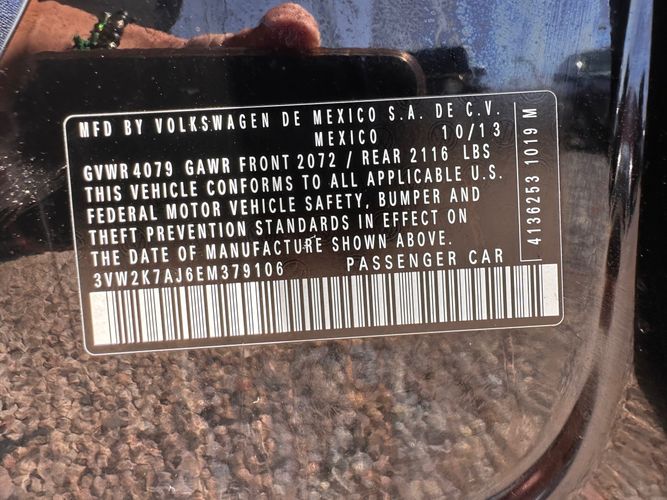 MFD BY VOLKSWAGEN DE MEXICO S.A. DE C.V.
MEXICO 10/13
GVWR 4079 GAWR FRONT 2072 / REAR 2116 LBS
THIS VEHICLE CONFORMS TO ALL APPLICABLE U.S.
FEDERAL MOTOR VEHICLE SAFETY, BUMPER AND
THEFT PREVENTION STANDARDS IN EFFECT ON
THE DATE OF MANUFACTURE SHOWN ABOVE.
3VW2K7AJ6EM379106 PASSENGER CAR
4136253 1019 M